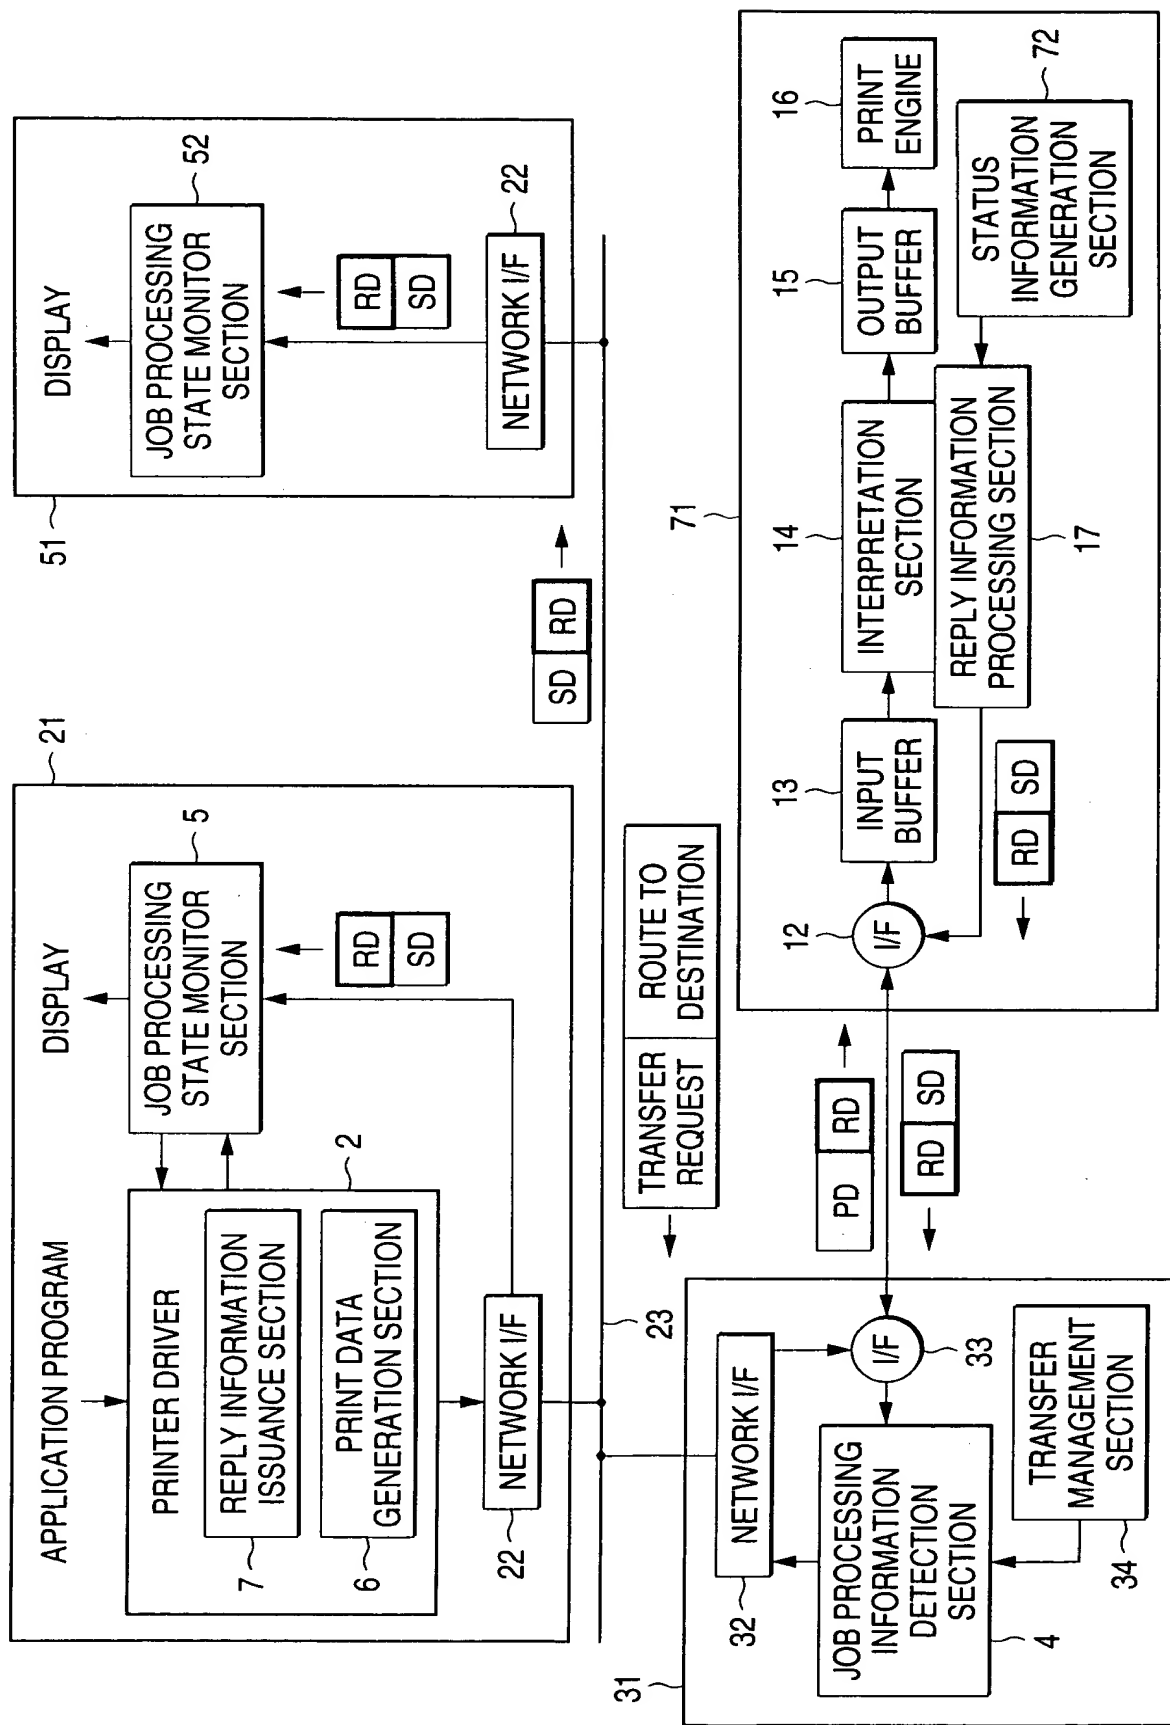 APPLICATION PROGRAM
DISPLAY
21
PRINTER DRIVER
2
REPLY INFORMATION
ISSUANCE SECTION
7
PRINT DATA
GENERATION SECTION
6
JOB PROCESSING
STATE MONITOR
SECTION
5
RD
SD
NETWORK I/F
22
DISPLAY
51
JOB PROCESSING
STATE MONITOR
SECTION
52
RD
SD
NETWORK I/F
22
SD
RD
23
TRANSFER
REQUEST
ROUTE TO
DESTINATION
31
NETWORK I/F
32
I/F
33
JOB PROCESSING
INFORMATION
DETECTION
SECTION
4
TRANSFER
MANAGEMENT
SECTION
34
PD
RD
RD
SD
71
I/F
12
INPUT
BUFFER
13
INTERPRETATION
SECTION
14
OUTPUT
BUFFER
15
PRINT
ENGINE
16
REPLY INFORMATION
PROCESSING SECTION
17
STATUS
INFORMATION
GENERATION
SECTION
72
RD
SD